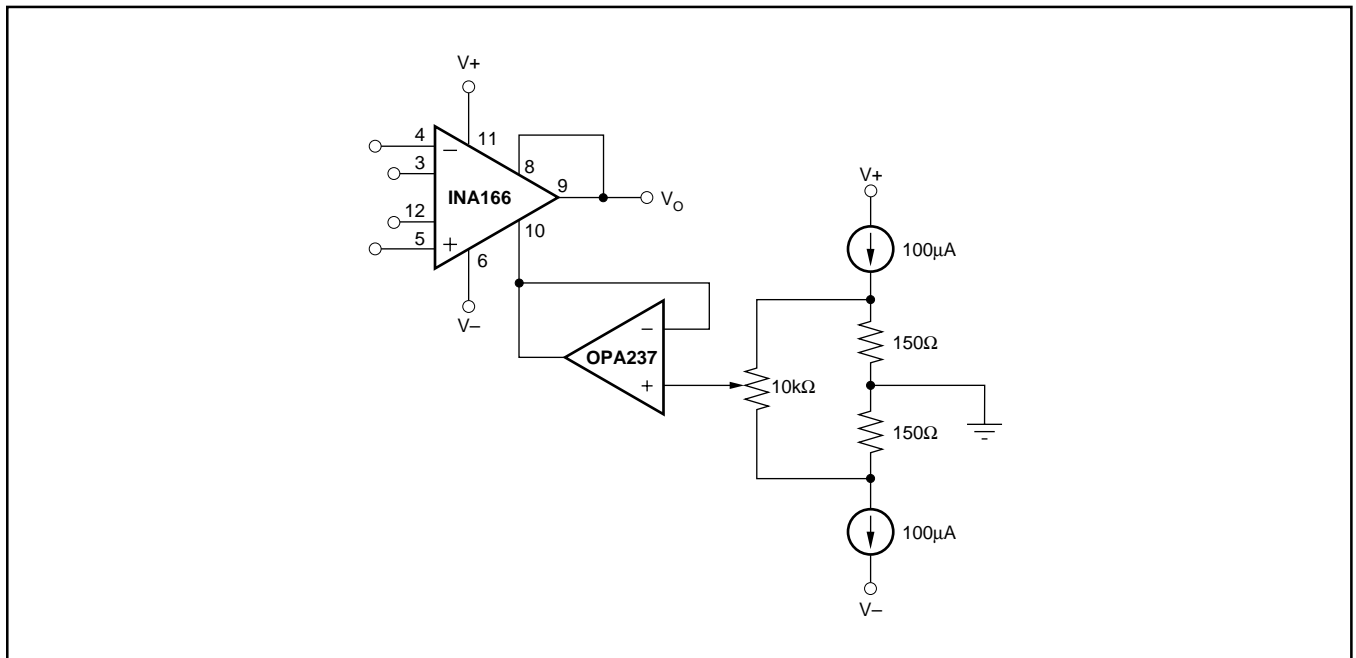 V+
4
11
–
8
3
INA166
9
VO
V+
12
10
5
+
6
100µA
V–
–
150Ω
OPA237
10kΩ
+
150Ω
100µA
V–